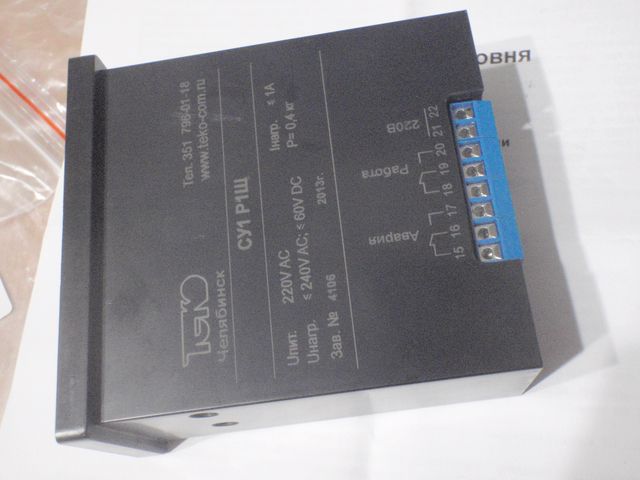 ТЕКО
Челябинск
Тел. 351 796-01-18
www.teko-com.ru
СУ1 Р1Щ
Uпит. 220V AC Iнагр. ≤ 1А
Uнагр. ≤ 240V AC; ≤ 60V DC P= 0,4 кг
Зав. № 4106 2013г.
Авария Работа 220В
15 16 17 18 19 20 21 22
овня
и